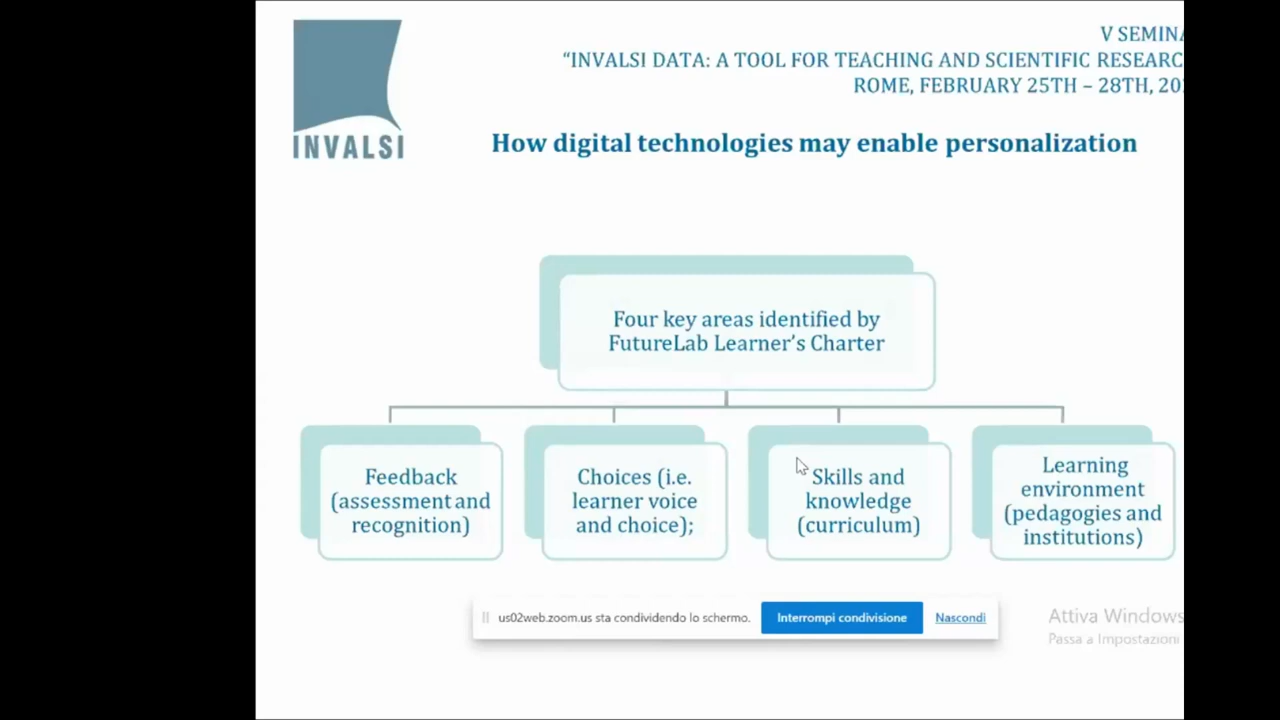 INVALSI
V SEMINA
“INVALSI DATA: A TOOL FOR TEACHING AND SCIENTIFIC RESEARC
ROME, FEBRUARY 25TH – 28TH, 20
How digital technologies may enable personalization
Four key areas identified by
FutureLab Learner’s Charter
Feedback
(assessment and
recognition)
Choices (i.e.
learner voice
and choice);
Skills and
knowledge
(curriculum)
Learning
environment
(pedagogies and
institutions)
us02web.zoom.us sta condividendo lo schermo.
Interrompi condivisione
Nascondi
Attiva Windows
Passa a Impostazioni